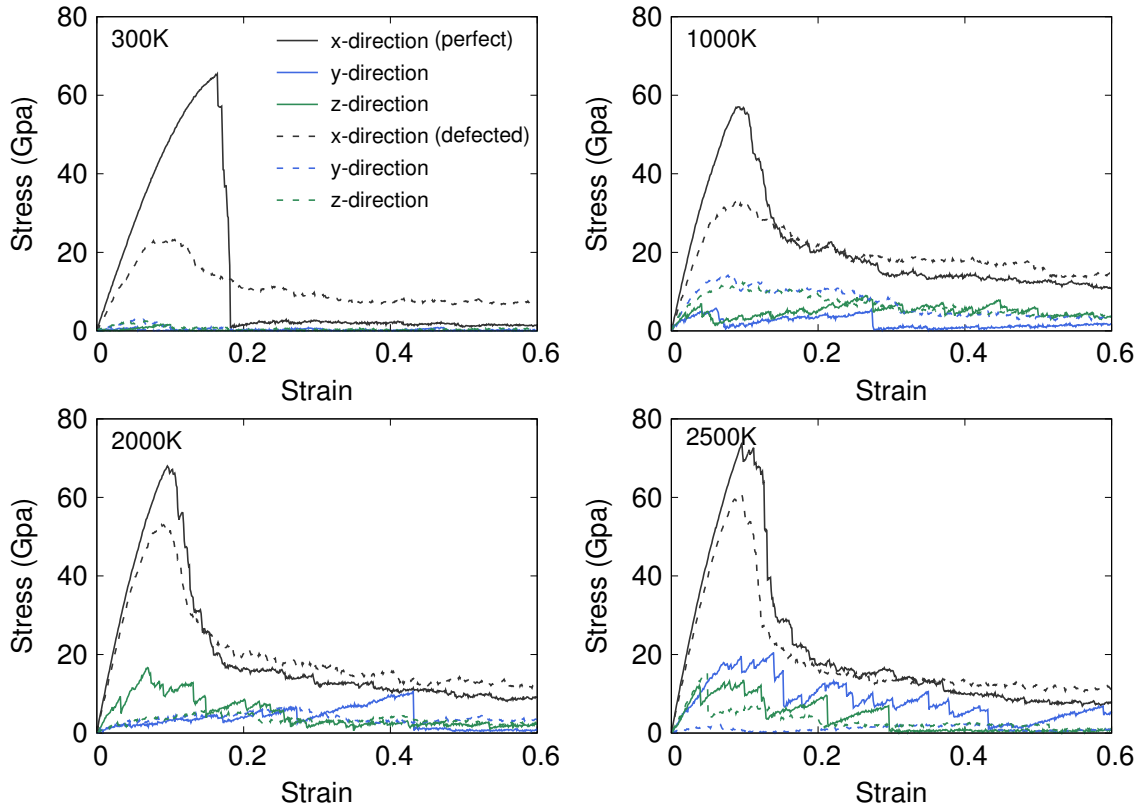 80
60
40
20
0
Stress (Gpa)
300K
x-direction (perfect)
y-direction
z-direction
x-direction (defected)
y-direction
z-direction
0
0.2
0.4
0.6
Strain
80
60
40
20
0
Stress (Gpa)
1000K
0
0.2
0.4
0.6
Strain
80
60
40
20
0
Stress (Gpa)
2000K
0
0.2
0.4
0.6
Strain
80
60
40
20
0
Stress (Gpa)
2500K
0
0.2
0.4
0.6
Strain